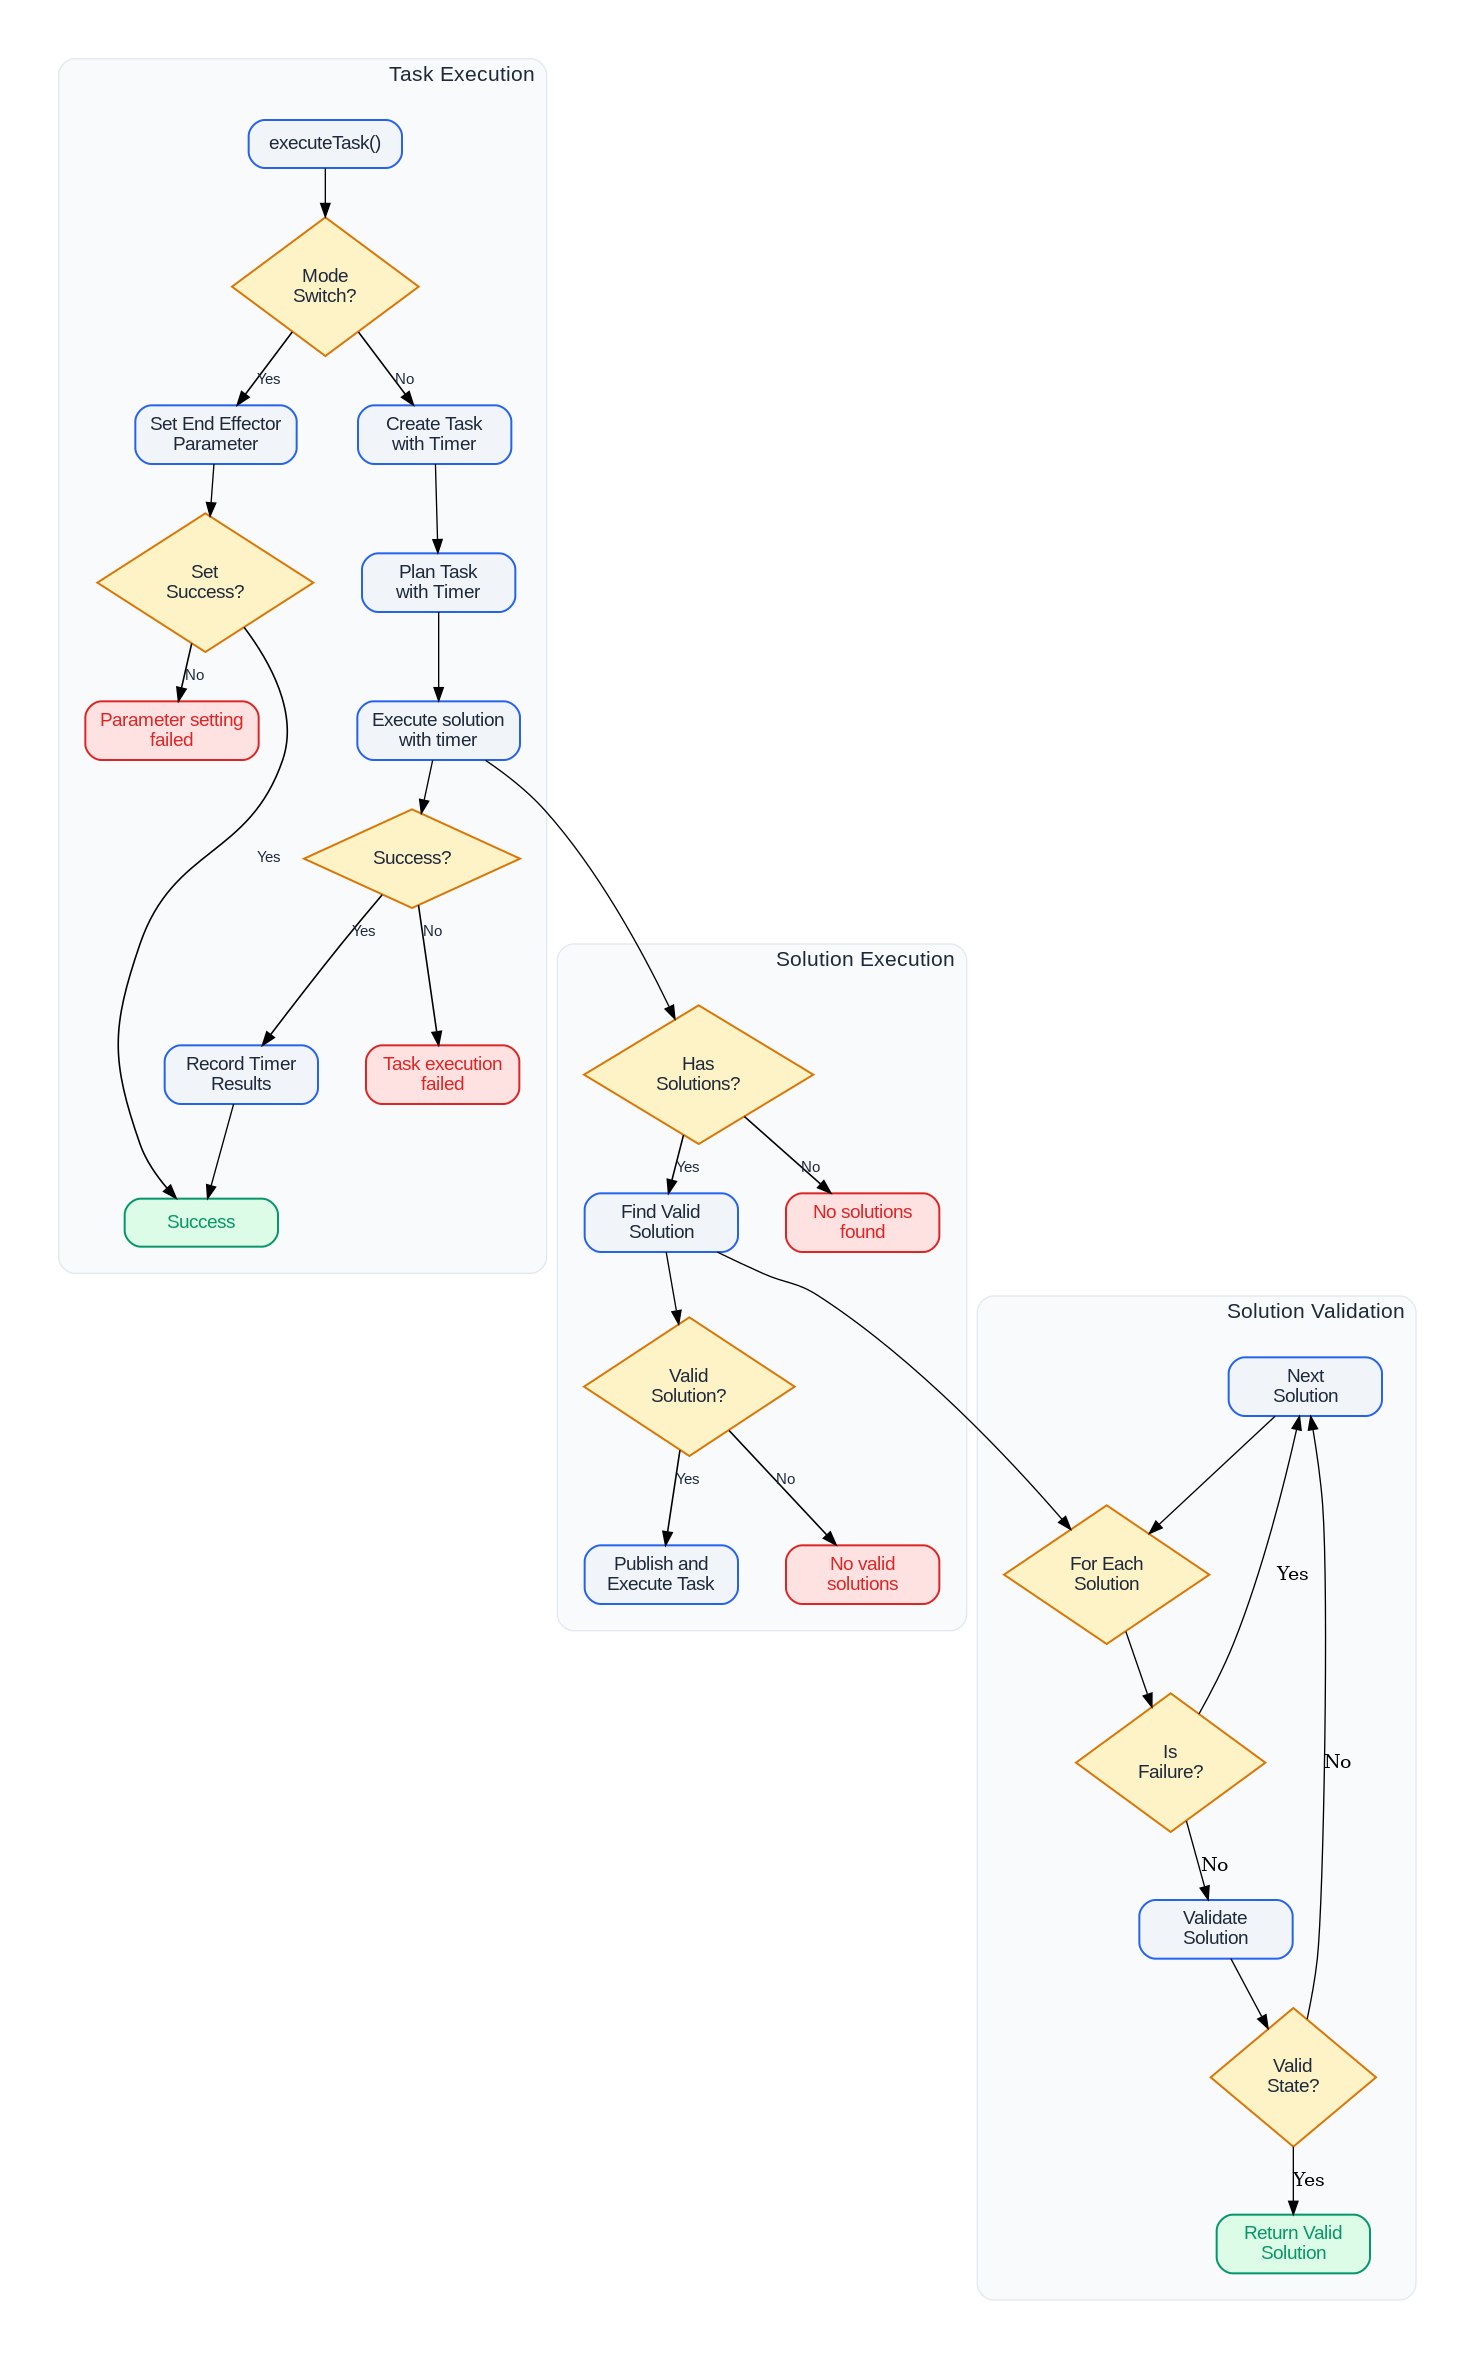 Task Execution
executeTask()
Mode
Switch?
Yes
No
Set End Effector
Parameter
Create Task
with Timer
Set
Success?
Plan Task
with Timer
No
Parameter setting
failed
Execute solution
with timer
Yes
Success?
Yes
No
Record Timer
Results
Task execution
failed
Success
Solution Execution
Has
Solutions?
Yes
No
Find Valid
Solution
No solutions
found
Valid
Solution?
Yes
No
Publish and
Execute Task
No valid
solutions
Solution Validation
Next
Solution
For Each
Solution
Yes
Is
Failure?
No
No
Validate
Solution
Valid
State?
Yes
Return Valid
Solution